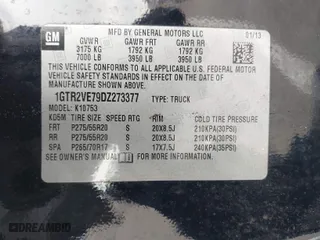 GM
MFD BY GENERAL MOTORS LLC 01/13
GVWR GAWR FRT GAWR RR
3175 KG 1792 KG 1792 KG
7000 LB 3950 LB 3950 LB
THIS VEHICLE CONFORMS TO ALL APPLICABLE U.S. FEDERAL MOTOR
VEHICLE SAFETY STANDARDS IN EFFECT ON THE DATE OF
MANUFACTURE SHOWN ABOVE.
1GTR2VE79DZ273377 TYPE: TRUCK
MODEL: K10753
KD5M TIRE SIZE SPEED RTG RIM COLD TIRE PRESSURE
FRT P275/55R20 S 20X8.5J 210KPA(30PSI)
RR P275/55R20 S 20X8.5J 210KPA(30PSI)
SPA P265/70R17 S 17X7.5J 240KPA(35PSI)
SEE OWNER MANUAL FOR MORE INFORMATION.
© DREAMBID